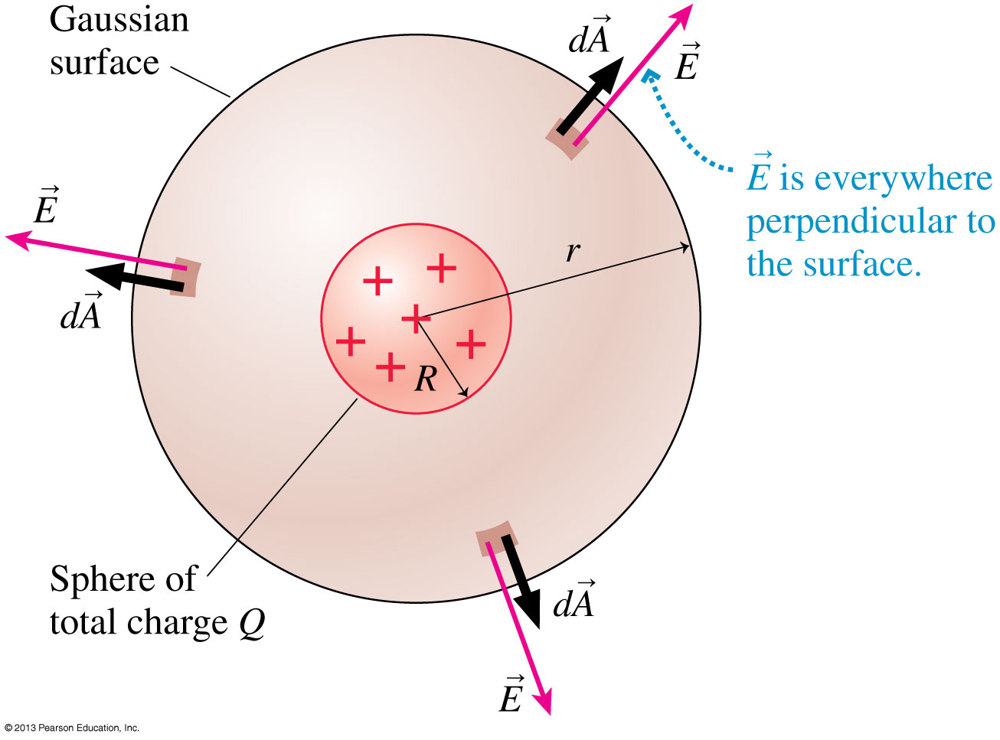 Gaussian
surface
dA⃗
E⃗
E⃗ is everywhere
perpendicular to
the surface.
E⃗
dA⃗
r
R
Sphere of
total charge Q
dA⃗
E⃗
© 2013 Pearson Education, Inc.